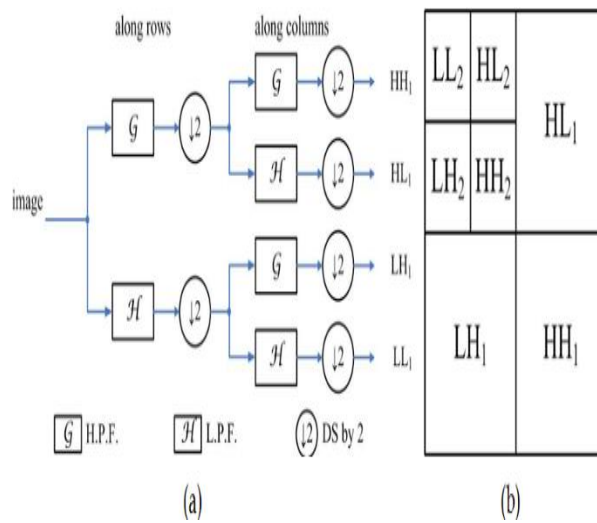 along rows
along columns
image
𝒢
↓2
𝒢
↓2
HH₁
ℋ
↓2
HL₁
ℋ
↓2
𝒢
↓2
LH₁
ℋ
↓2
LL₁
𝒢 H.P.F.
ℋ L.P.F.
↓2 DS by 2
(a)
LL₂ HL₂
HL₁
LH₂ HH₂
LH₁ HH₁
(b)